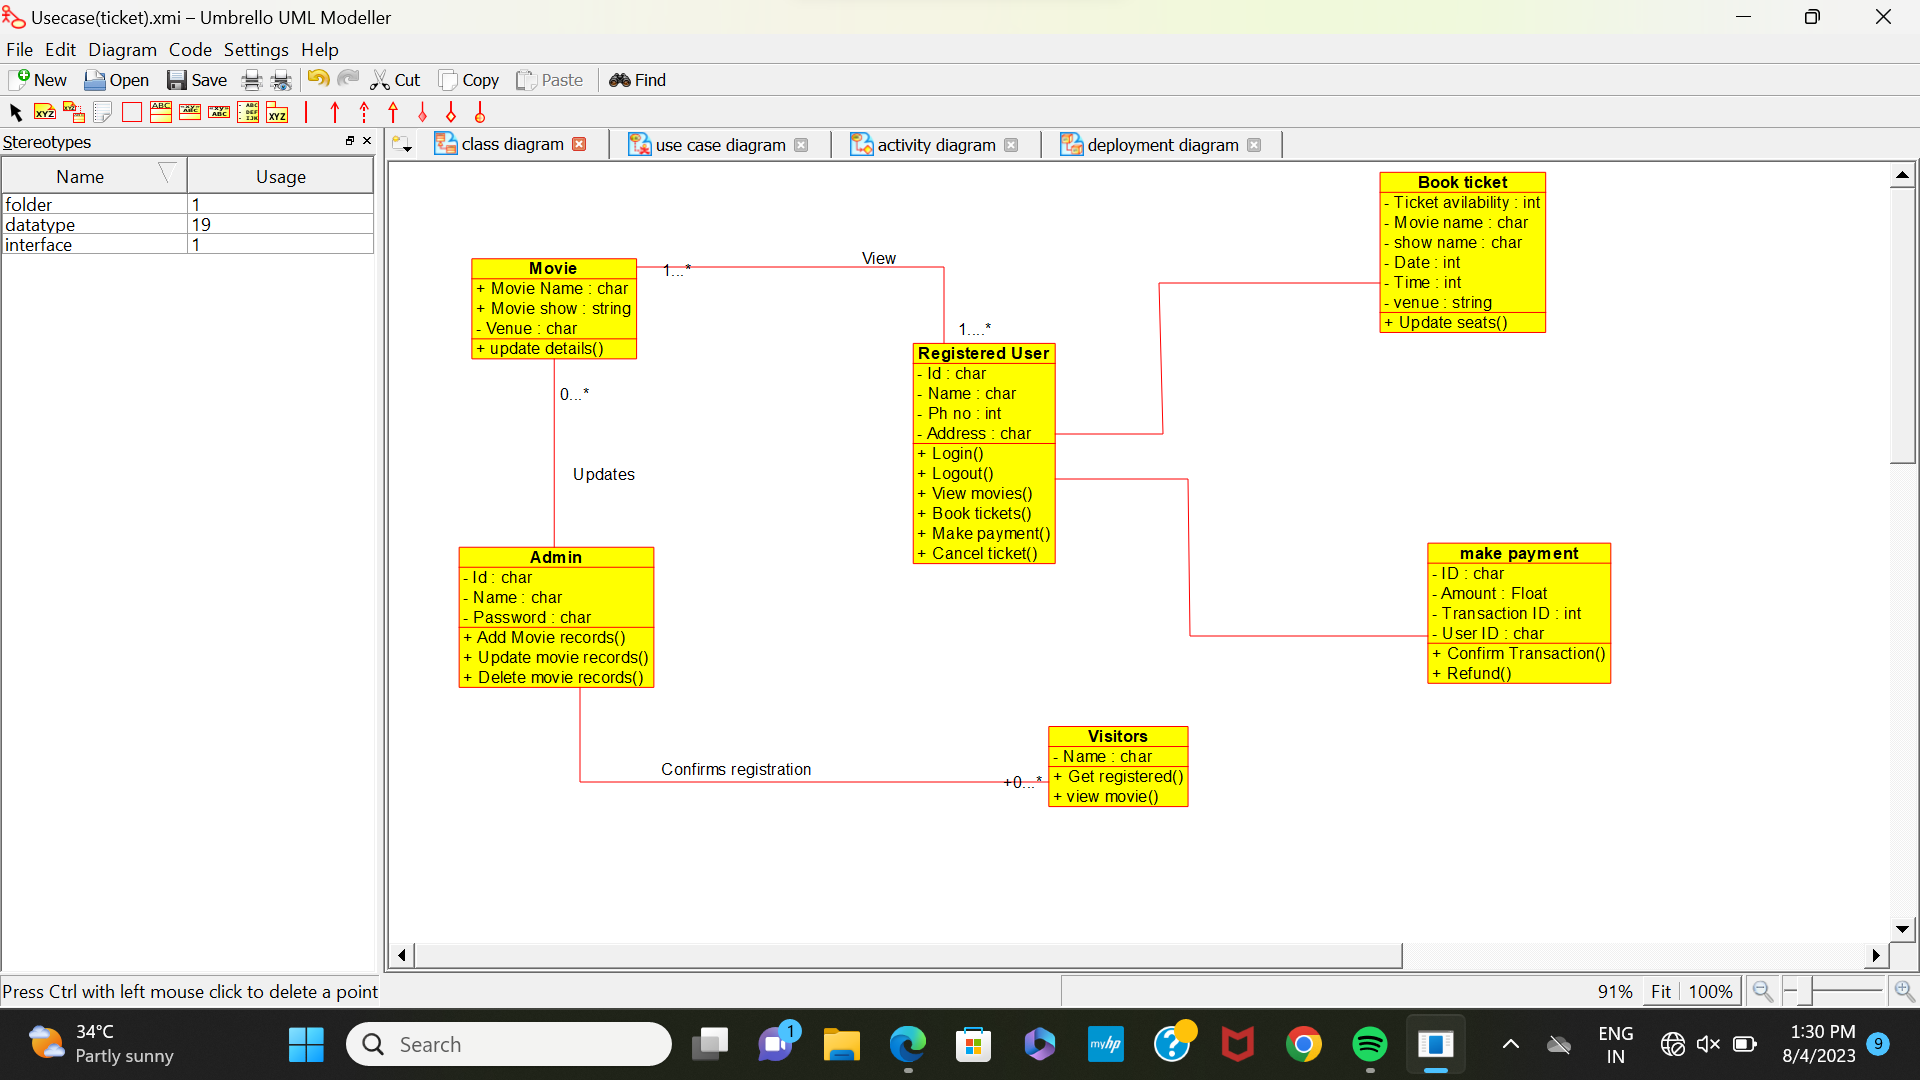 Usecase(ticket).xmi – Umbrello UML Modeller
File Edit Diagram Code Settings Help
New Open Save Cut Copy Paste Find
Stereotypes
Name Usage
folder 1
datatype 19
interface 1
class diagram use case diagram activity diagram deployment diagram
Book ticket
- Ticket avilability : int
- Movie name : char
- show name : char
- Date : int
- Time : int
- venue : string
+ Update seats()
Movie
+ Movie Name : char
+ Movie show : string
- Venue : char
+ update details()
1...*
View
1....*
0...*
Updates
Registered User
- Id : char
- Name : char
- Ph no : int
- Address : char
+ Login()
+ Logout()
+ View movies()
+ Book tickets()
+ Make payment()
+ Cancel ticket()
Admin
- Id : char
- Name : char
- Password : char
+ Add Movie records()
+ Update movie records()
+ Delete movie records()
make payment
- ID : char
- Amount : Float
- Transaction ID : int
- User ID : char
+ Confirm Transaction()
+ Refund()
Confirms registration
+0...*
Visitors
- Name : char
+ Get registered()
+ view movie()
Press Ctrl with left mouse click to delete a point
91% Fit 100%
34°C
Partly sunny
Search
1
myhp
ENG
IN
1:30 PM
8/4/2023
9